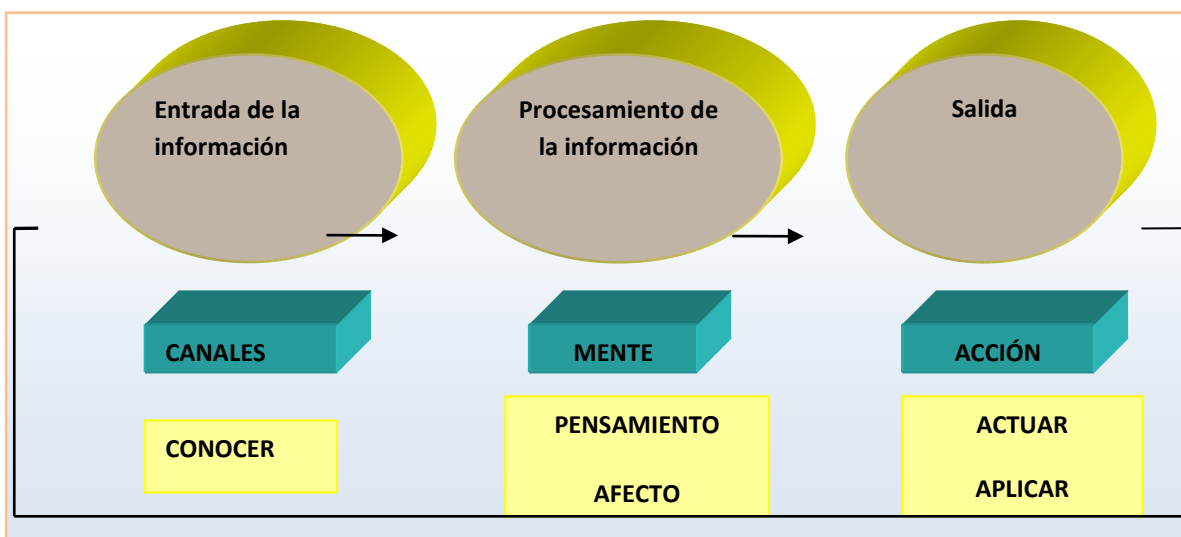 Entrada de la
información
Procesamiento de
la información
Salida
CANALES
MENTE
ACCIÓN
CONOCER
PENSAMIENTO
AFECTO
ACTUAR
APLICAR